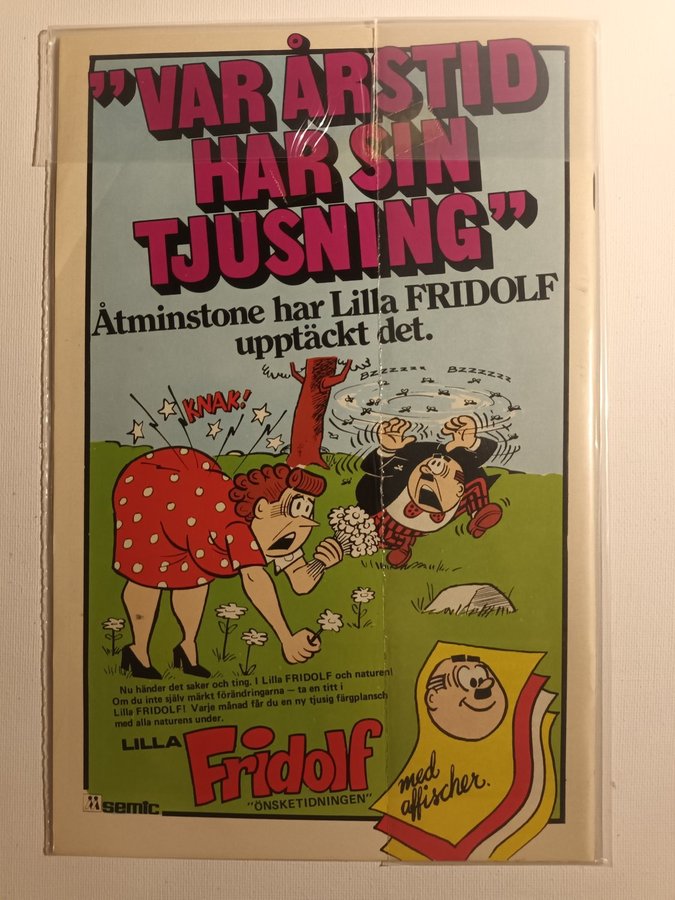 "VAR ÅRSTID
HAR SIN
TJUSNING"
Åtminstone har Lilla FRIDOLF
upptäckt det.
KNAK!
BZZZZZZ
BZZZZZZ
Nu händer det saker och ting. I Lilla FRIDOLF och naturen!
Om du inte själv märkt förändringarna – ta en titt i
Lilla FRIDOLF! Varje månad får du en ny tjusig färgplansch
med alla naturens under.
LILLA
Fridolf
"ÖNSKETIDNINGEN"
med
affischer.
semic